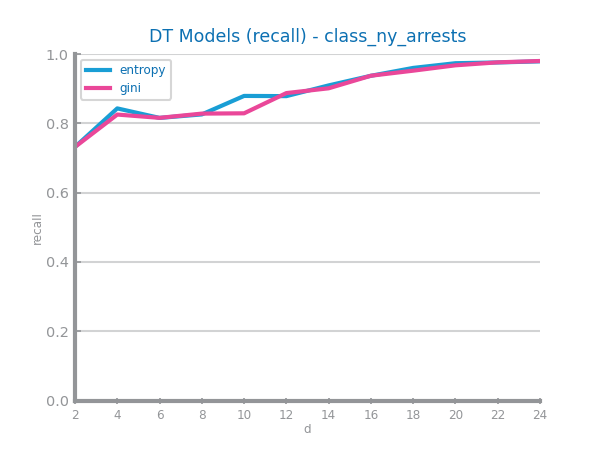 DT Models (recall) - class_ny_arrests
entropy
gini
recall
1.0
0.8
0.6
0.4
0.2
0.0
2 4 6 8 10 12 14 16 18 20 22 24
d